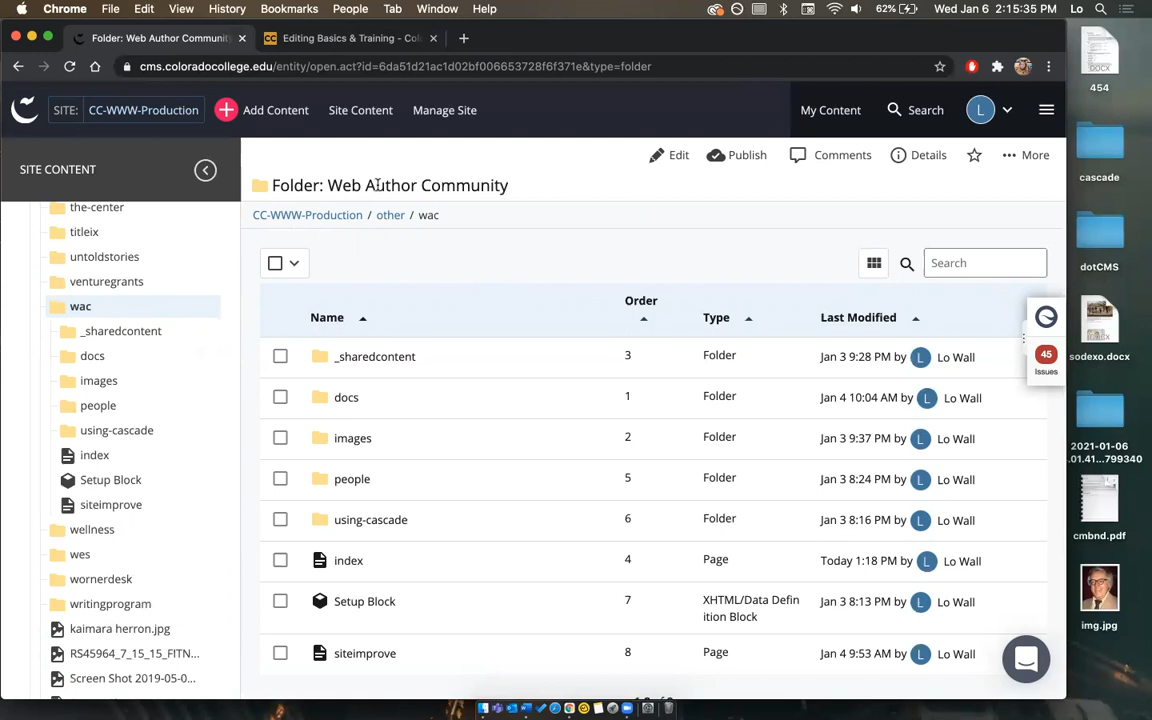 Chrome File Edit View History Bookmarks People Tab Window Help 62% Wed Jan 6 2:15:35 PM Lo
Folder: Web Author Community Editing Basics & Training - Col
cms.coloradocollege.edu/entity/open.act?id=6da51d21ac1d02bf006653728f6f371e&type=folder
SITE: CC-WWW-Production Add Content Site Content Manage Site My Content Search L
SITE CONTENT
Edit Publish Comments Details More
Folder: Web Author Community
CC-WWW-Production / other / wac
the-center
titleix
untoldstories
venturegrants
wac
_sharedcontent
docs
images
people
using-cascade
index
Setup Block
siteimprove
wellness
wes
wornerdesk
writingprogram
kaimara herron.jpg
RS45964_7_15_15_FITN...
Screen Shot 2019-05-0...
Search
Name Order Type Last Modified
_sharedcontent 3 Folder Jan 3 9:28 PM by L Lo Wall
docs 1 Folder Jan 4 10:04 AM by L Lo Wall
images 2 Folder Jan 3 9:37 PM by L Lo Wall
people 5 Folder Jan 3 8:24 PM by L Lo Wall
using-cascade 6 Folder Jan 3 8:16 PM by L Lo Wall
index 4 Page Today 1:18 PM by L Lo Wall
Setup Block 7 XHTML/Data Defin
ition Block Jan 3 8:13 PM by L Lo Wall
siteimprove 8 Page Jan 4 9:53 AM by L Lo Wall
45
Issues
DOCX
454
cascade
dotCMS
sodexo.docx
2021-01-06
.01.41...799340
cmbnd.pdf
img.jpg